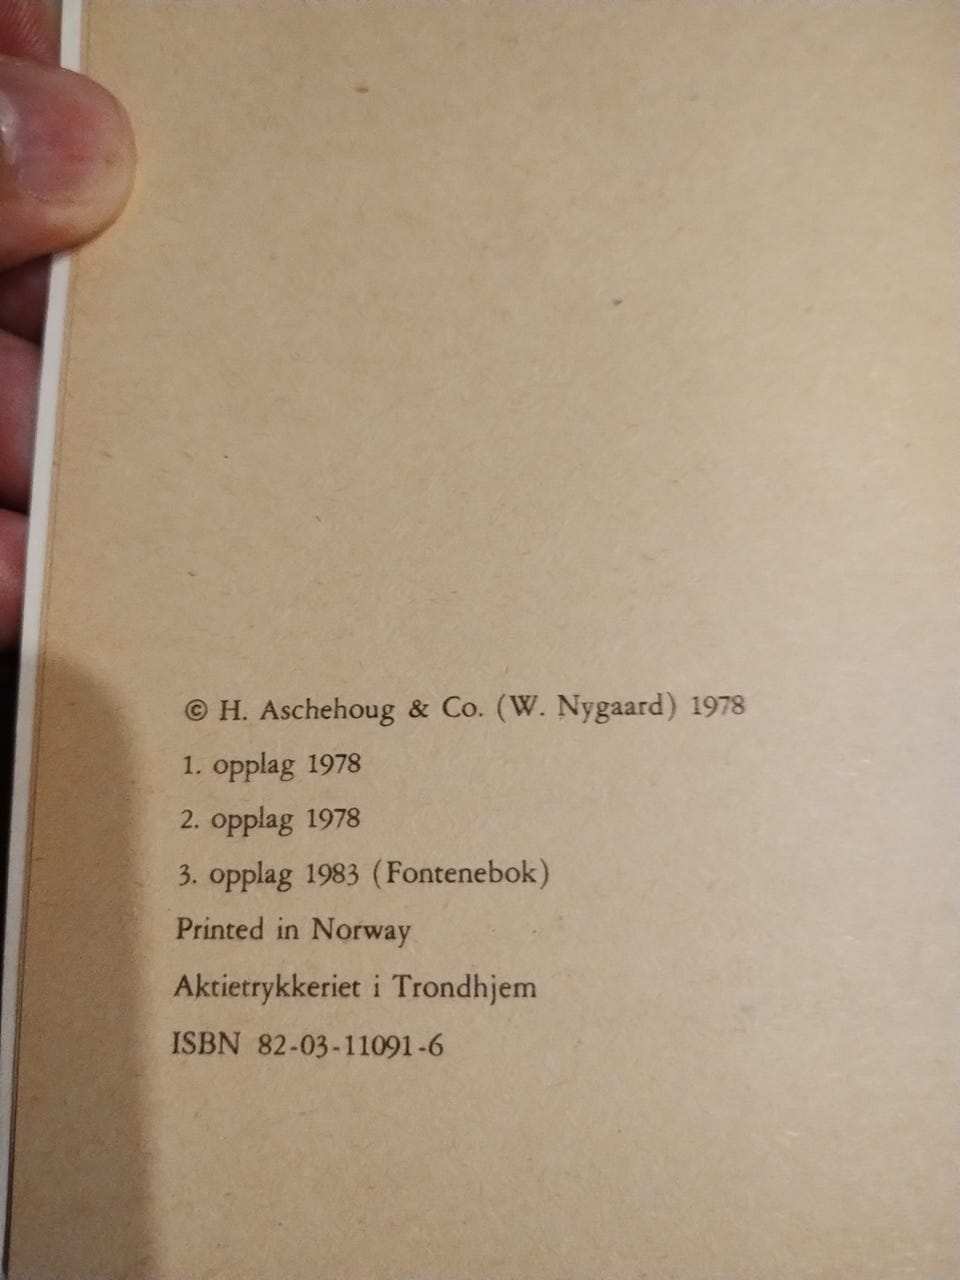 © H. Aschehoug & Co. (W. Nygaard) 1978
1. opplag 1978
2. opplag 1978
3. opplag 1983 (Fontenebok)
Printed in Norway
Aktietrykkeriet i Trondhjem
ISBN 82-03-11091-6